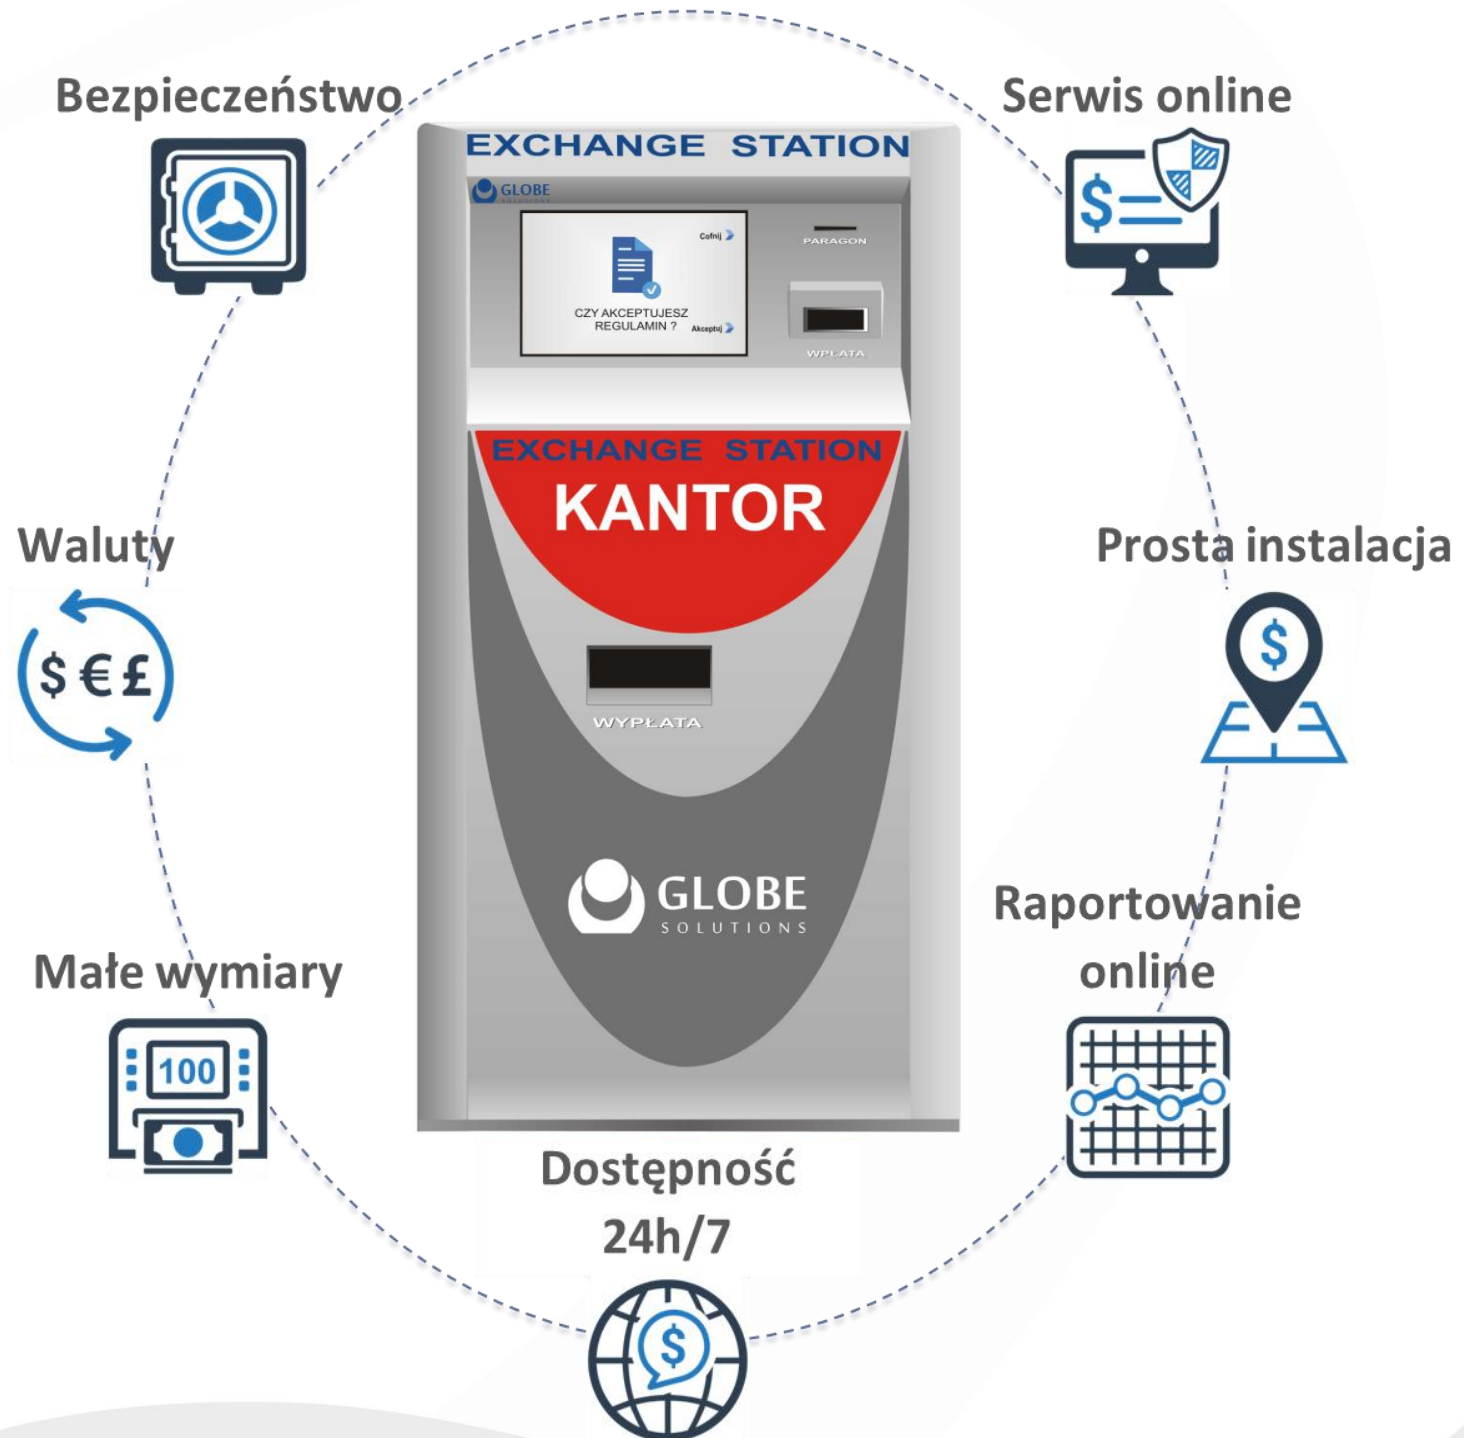 Bezpieczeństwo
Serwis online
EXCHANGE STATION
GLOBE
SOLUTIONS
$
Cofnij
PARAGON
CZY AKCEPTUJESZ
REGULAMIN ?
Akceptuj
WPŁATA
EXCHANGE STATION
KANTOR
Waluty
Prosta instalacja
$ € £
$
WYPŁATA
GLOBE
SOLUTIONS
Raportowanie
online
Małe wymiary
100
Dostępność
24h/7
$